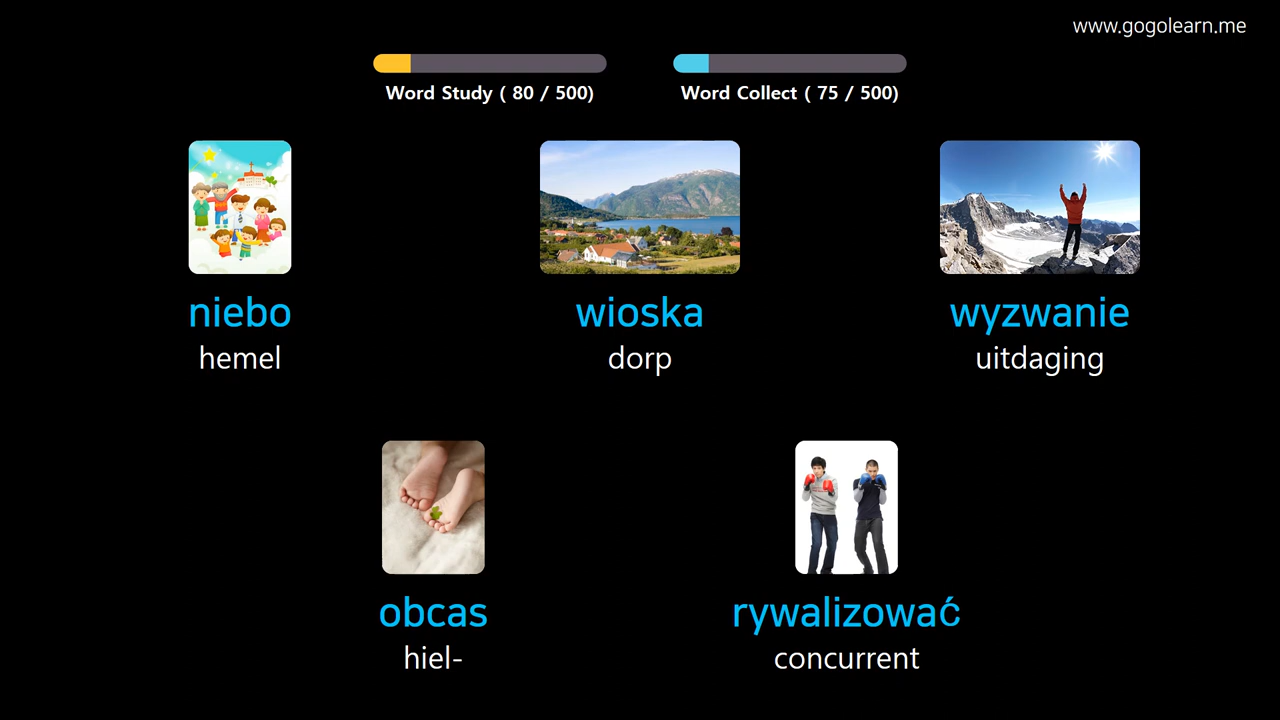 www.gogolearn.me
Word Study ( 80 / 500)
Word Collect ( 75 / 500)
niebo
hemel
wioska
dorp
wyzwanie
uitdaging
obcas
hiel-
rywalizować
concurrent